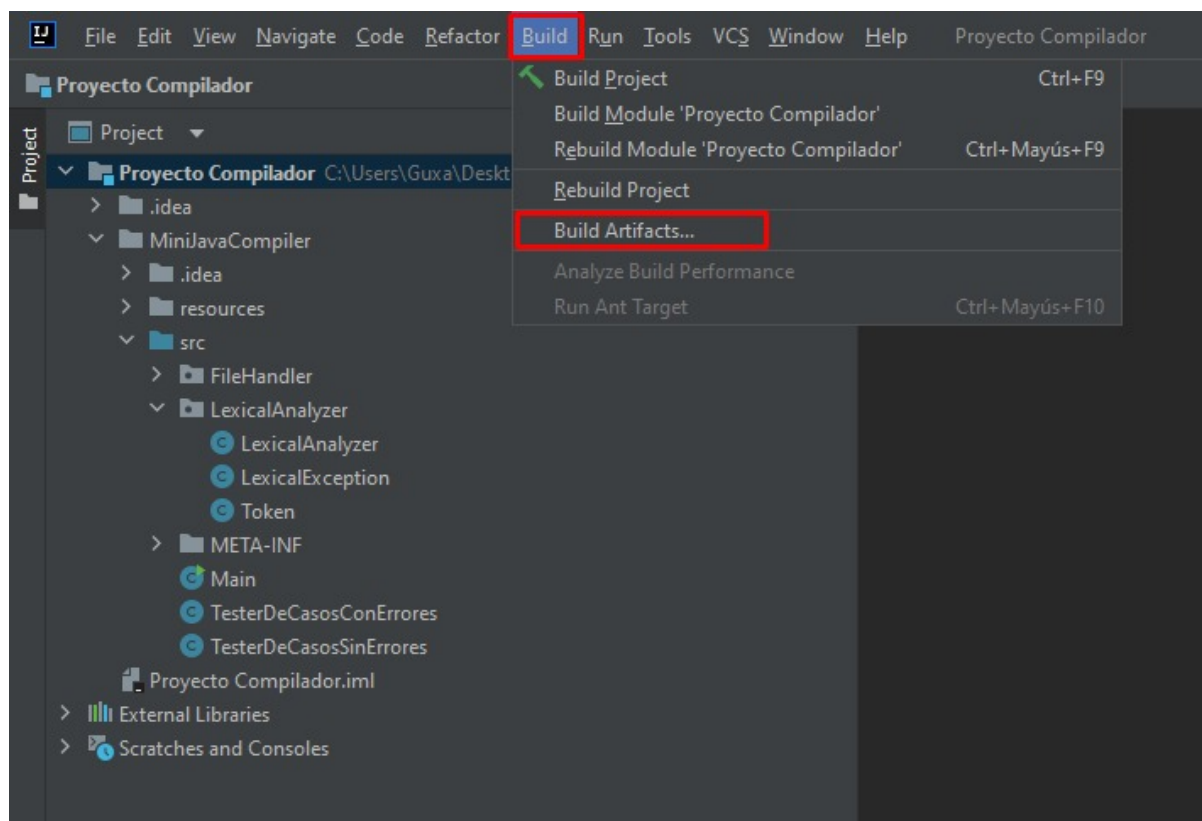 IJ File Edit View Navigate Code Refactor Build Run Tools VCS Window Help Proyecto Compilador
Proyecto Compilador
Build Project Ctrl+F9
Build Module 'Proyecto Compilador'
Rebuild Module 'Proyecto Compilador' Ctrl+Mayús+F9
Rebuild Project
Build Artifacts...
Analyze Build Performance
Run Ant Target Ctrl+Mayús+F10
Project
Project
Proyecto Compilador C:\Users\Guxa\Deskt
.idea
MiniJavaCompiler
.idea
resources
src
FileHandler
LexicalAnalyzer
LexicalAnalyzer
LexicalException
Token
META-INF
Main
TesterDeCasosConErrores
TesterDeCasosSinErrores
Proyecto Compilador.iml
External Libraries
Scratches and Consoles